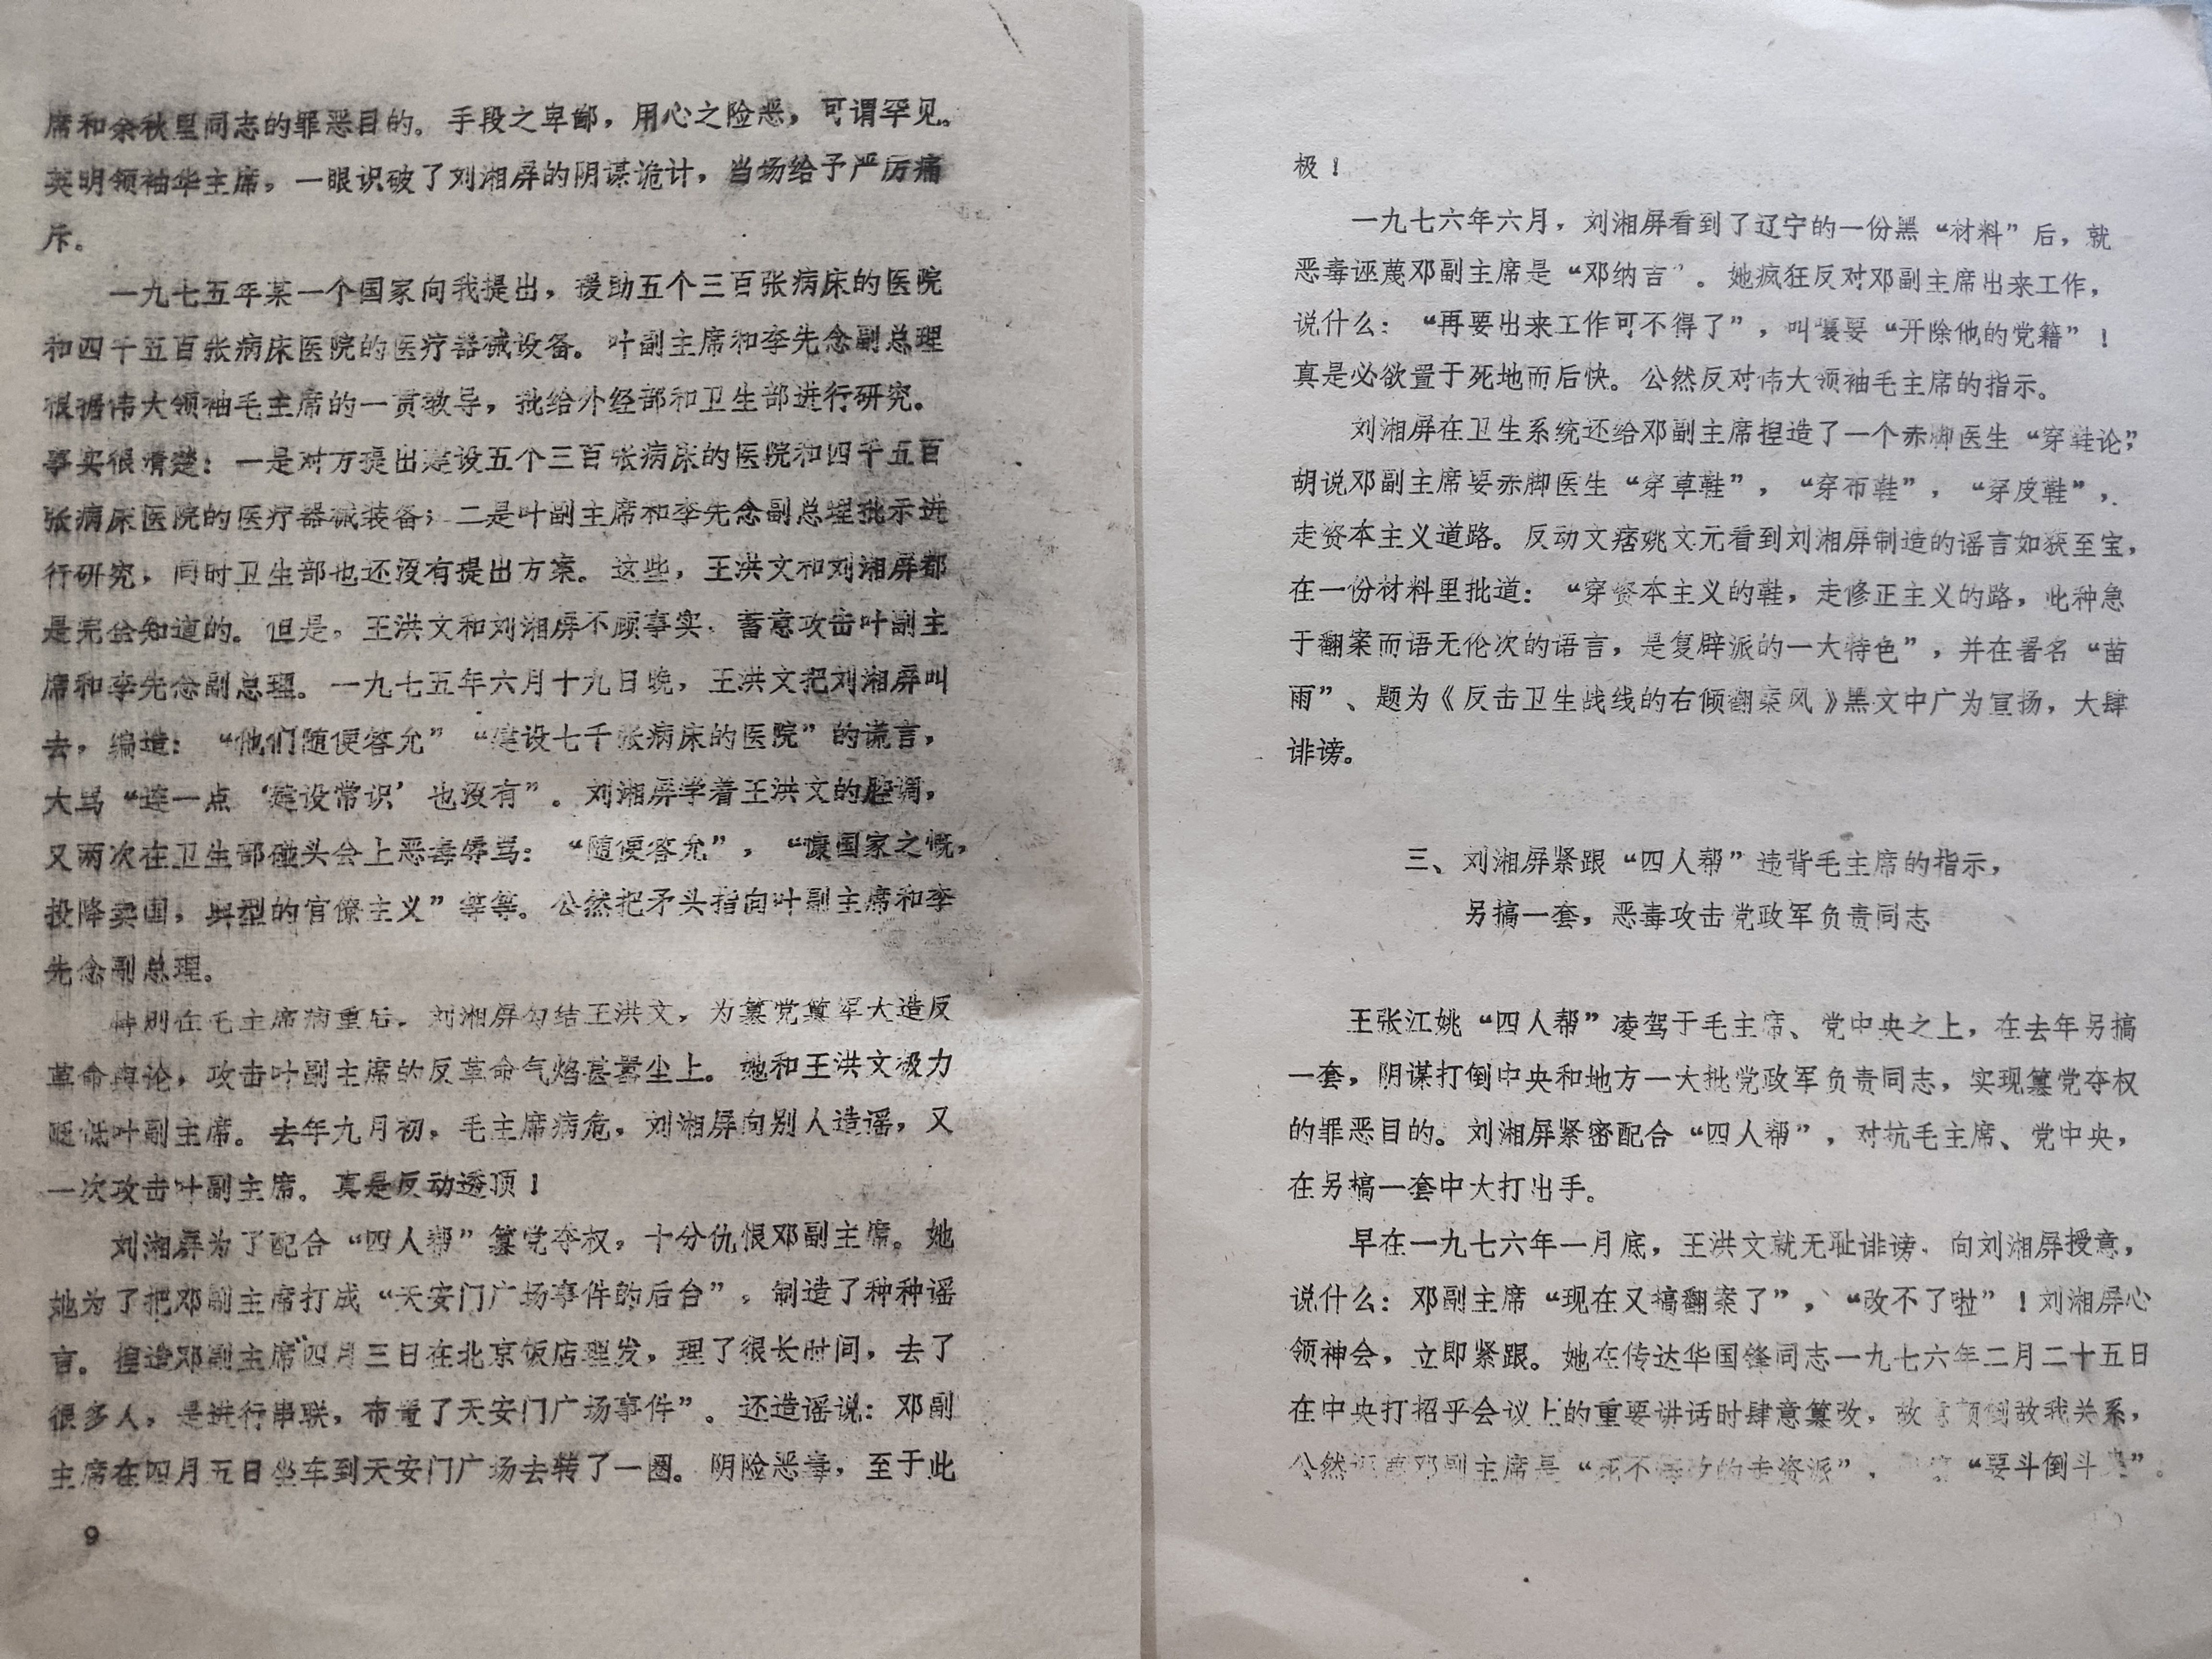 席和余秋里同志的罪恶目的。手段之卑鄙，用心之险恶，可谓罕见。
英明领袖华主席，一眼识破了刘湘屏的阴谋诡计，当场给予严厉痛
斥。
一九七五年某一个国家向我提出，援助五个三百张病床的医院
和四千五百张病床医院的医疗器械设备。叶副主席和李先念副总理
根据伟大领袖毛主席的一贯教导，批给外经部和卫生部进行研究。
事实很清楚：一是对方提出建设五个三百张病床的医院和四千五百
张病床医院的医疗器械装备；二是叶副主席和李先念副总理批示进
行研究，同时卫生部也还没有提出方案。这些，王洪文和刘湘屏都
是完全知道的。但是，王洪文和刘湘屏不顾事实，蓄意攻击叶副主
席和李先念副总理。一九七五年六月十九日晚，王洪文把刘湘屏叫
去，编造：“他们随便答允”“建设七千张病床的医院”的谎言，
大骂“连一点‘建设常识’也没有”。刘湘屏学着王洪文的腔调，
又两次在卫生部碰头会上恶毒辱骂：“随便答允”，“慷国家之慨，
投降卖国，典型的官僚主义”等等。公然把矛头指向叶副主席和李
先念副总理。
特别在毛主席病重后，刘湘屏勾结王洪文，为篡党篡军大造反
革命舆论，攻击叶副主席的反革命气焰甚嚣尘上。她和王洪文极力
贬低叶副主席。去年九月初，毛主席病危，刘湘屏向别人造谣，又
一次攻击叶副主席。真是反动透顶！
刘湘屏为了配合“四人帮”篡党夺权，十分仇恨邓副主席。她
她为了把邓副主席打成“天安门广场事件的后台”，制造了种种谣
言。捏造邓副主席“四月三日在北京饭店理发，理了很长时间，去了
很多人，是进行串联，布置了天安门广场事件”。还造谣说：邓副
主席在四月五日坐车到天安门广场去转了一圈。阴险恶毒，至于此
9
极！
一九七六年六月，刘湘屏看到了辽宁的一份黑“材料”后，就
恶毒诬蔑邓副主席是“邓纳吉”。她疯狂反对邓副主席出来工作，
说什么：“再要出来工作可不得了”，叫嚷要“开除他的党籍”！
真是必欲置于死地而后快。公然反对伟大领袖毛主席的指示。
刘湘屏在卫生系统还给邓副主席捏造了一个赤脚医生“穿鞋论”，
胡说邓副主席要赤脚医生“穿草鞋”，“穿布鞋”，“穿皮鞋”，
走资本主义道路。反动文痞姚文元看到刘湘屏制造的谣言如获至宝，
在一份材料里批道：“穿资本主义的鞋，走修正主义的路，此种急
于翻案而语无伦次的语言，是复辟派的一大特色”，并在署名“苗
雨”、题为《反击卫生战线的右倾翻案风》黑文中广为宣扬，大肆
诽谤。
三、刘湘屏紧跟“四人帮”违背毛主席的指示，
另搞一套，恶毒攻击党政军负责同志
王张江姚“四人帮”凌驾于毛主席、党中央之上，在去年另搞
一套，阴谋打倒中央和地方一大批党政军负责同志，实现篡党夺权
的罪恶目的。刘湘屏紧密配合“四人帮”，对抗毛主席、党中央，
在另搞一套中大打出手。
早在一九七六年一月底，王洪文就无耻诽谤，向刘湘屏授意，
说什么：邓副主席“现在又搞翻案了”，“改不了啦”！刘湘屏心
领神会，立即紧跟。她在传达华国锋同志一九七六年二月二十五日
在中央打招乎会议上的重要讲话时肆意篡改，故意颠倒敌我关系，
公然诬蔑邓副主席是“死不悔改的走资派”，“要斗倒斗臭”。